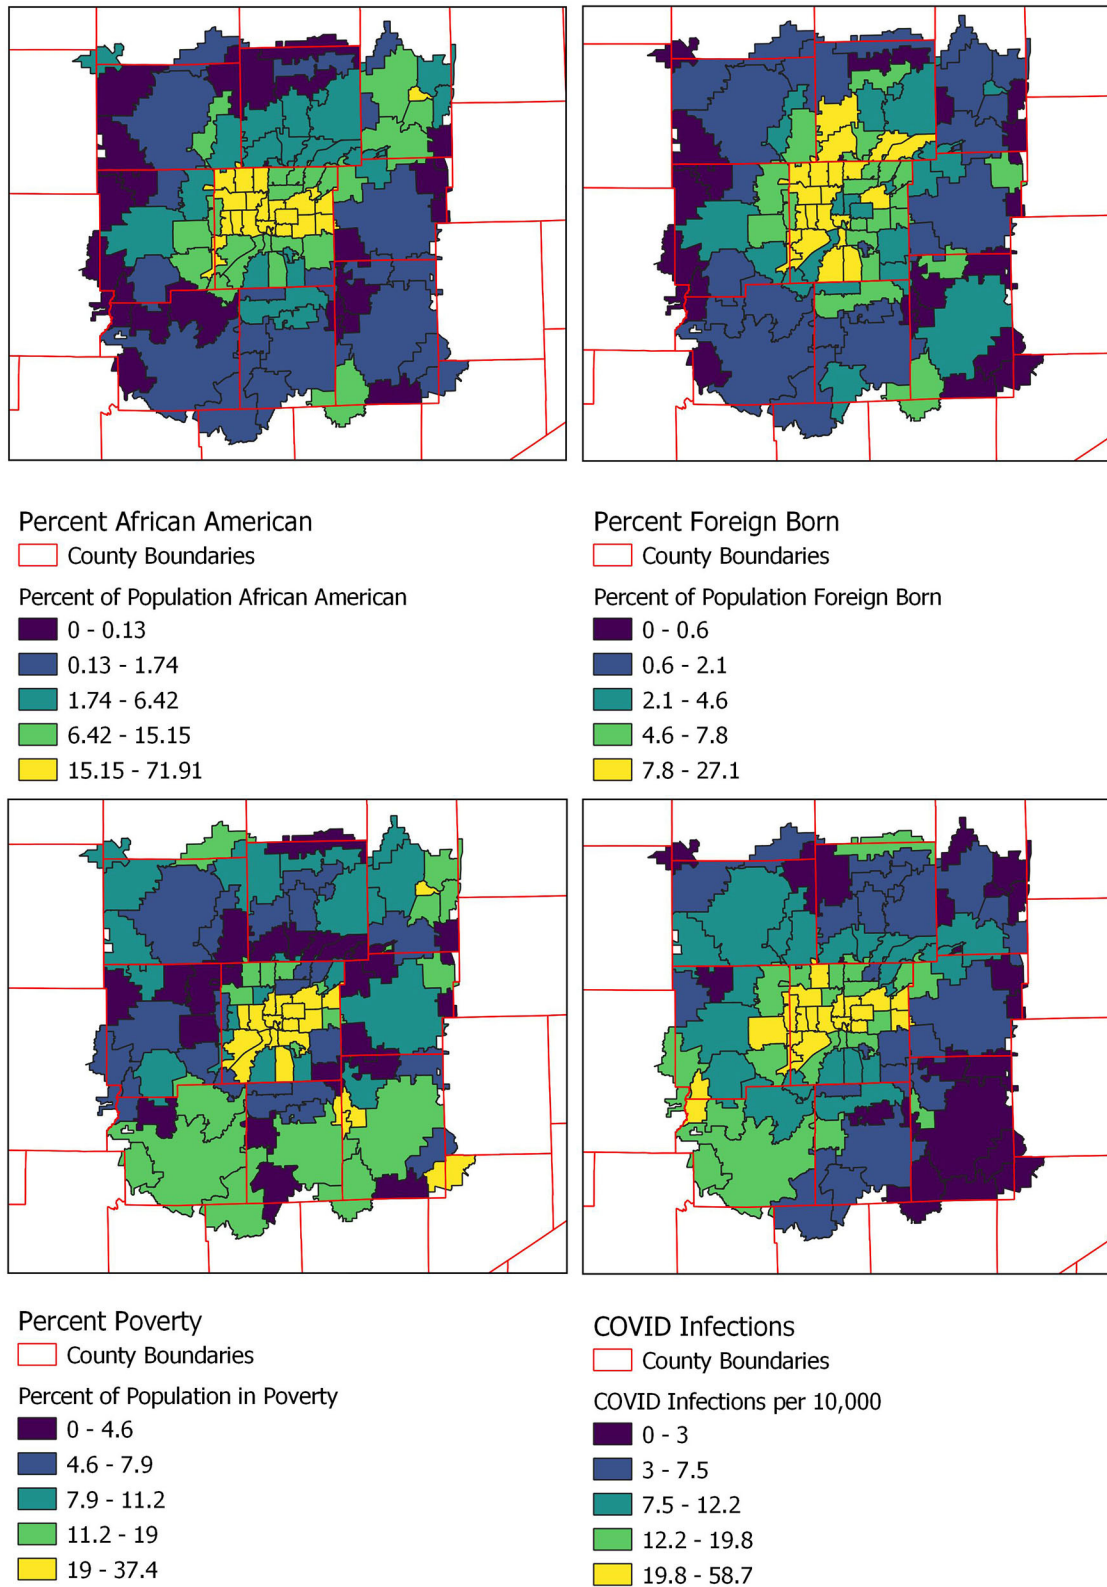 Percent African American
County Boundaries
Percent of Population African American
0 - 0.13
0.13 - 1.74
1.74 - 6.42
6.42 - 15.15
15.15 - 71.91
Percent Foreign Born
County Boundaries
Percent of Population Foreign Born
0 - 0.6
0.6 - 2.1
2.1 - 4.6
4.6 - 7.8
7.8 - 27.1
Percent Poverty
County Boundaries
Percent of Population in Poverty
0 - 4.6
4.6 - 7.9
7.9 - 11.2
11.2 - 19
19 - 37.4
COVID Infections
County Boundaries
COVID Infections per 10,000
0 - 3
3 - 7.5
7.5 - 12.2
12.2 - 19.8
19.8 - 58.7